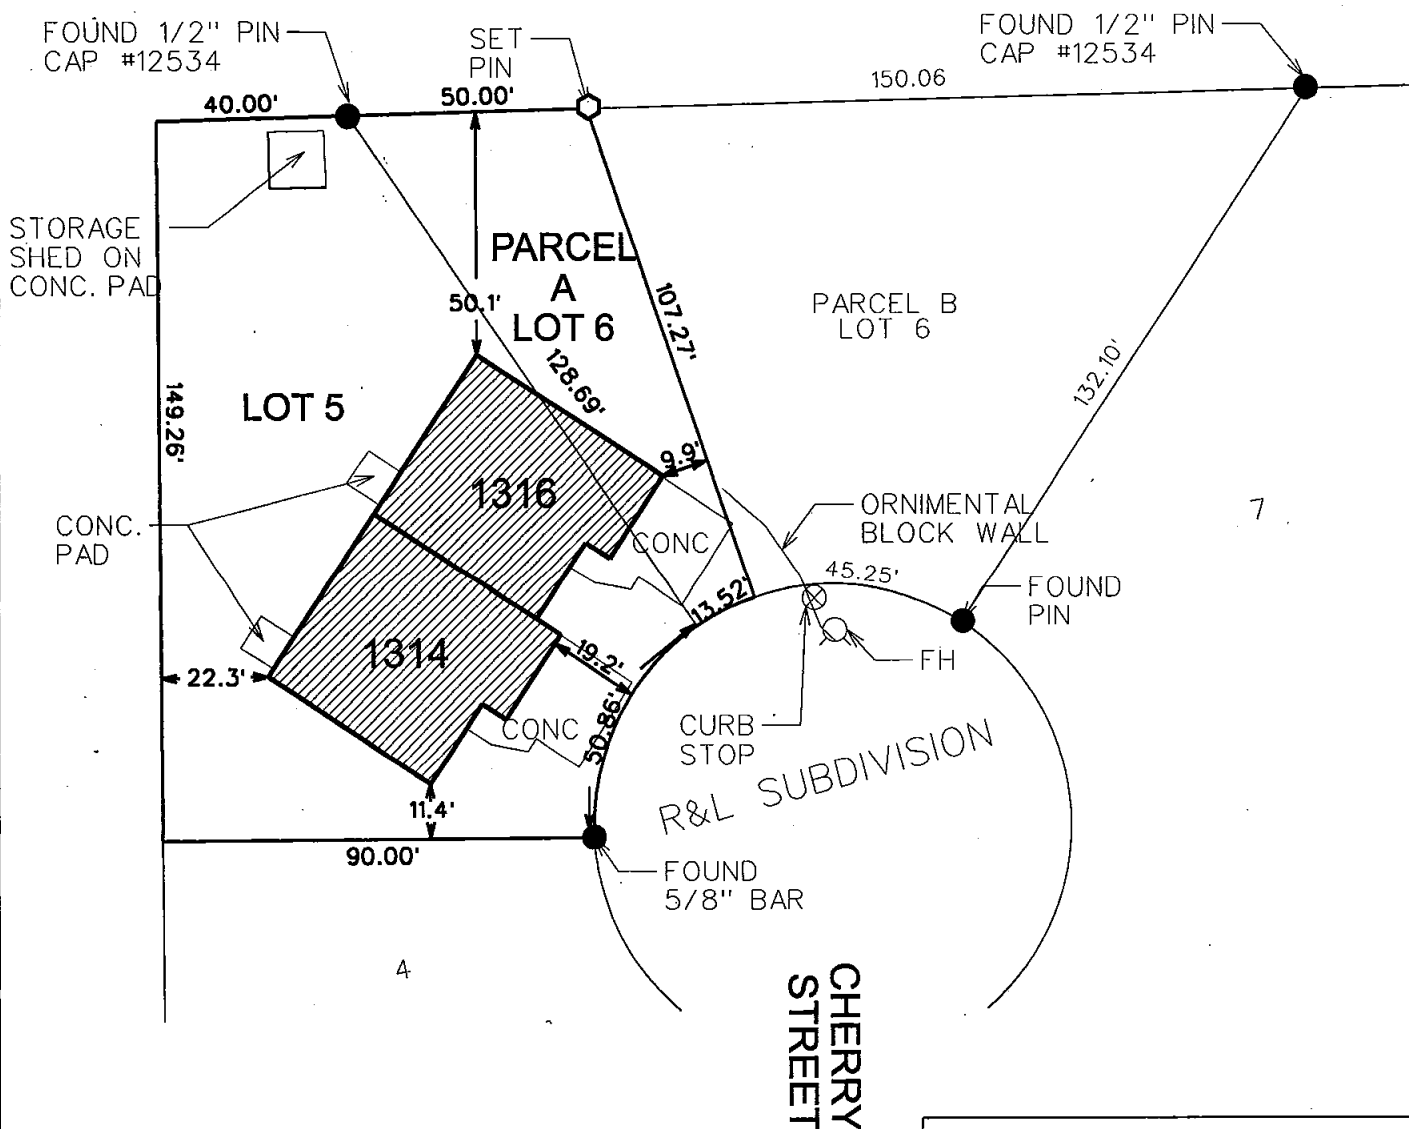 FOUND 1/2" PIN
CAP #12534
SET
PIN
FOUND 1/2" PIN
CAP #12534
40.00'
50.00'
150.06
STORAGE
SHED ON
CONC. PAD
PARCEL
A
LOT 6
50.1'
107.27'
PARCEL B
LOT 6
128.69'
132.10'
149.26'
LOT 5
9.9'
1316
ORNIMENTAL
BLOCK WALL
7
CONC.
PAD
CONC
45.25'
FOUND
PIN
13.52'
1314
19.2'
FH
22.3'
50.86'
CONC
CURB
STOP
R&L SUBDIVISION
11.4'
90.00'
FOUND
5/8" BAR
4
CHERRY
STREET